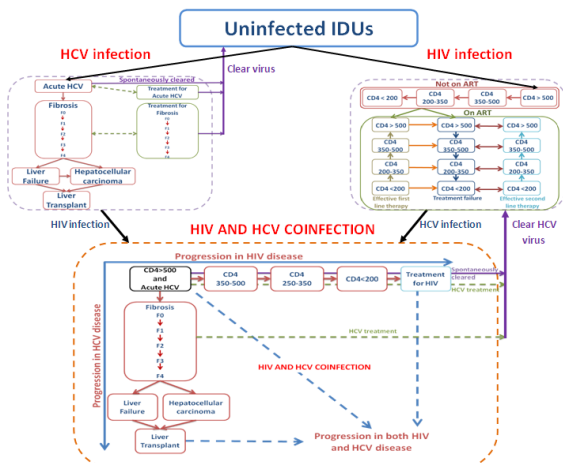 Uninfected IDUs
HCV infection
HIV infection
Spontaneously cleared
Clear virus
Acute HCV
Treatment for
Acute HCV
Fibrosis
F0
F4
Treatment for
Fibrosis
F0
Liver
Failure
Hepatocellular
carcinoma
Liver
Transplant
Not on ART
CD4 < 200
CD4
200-350
CD4
350-500
CD4 > 500
On ART
CD4 > 500
CD4 > 500
CD4 > 500
CD4
350-500
CD4
350-500
CD4
350-500
CD4
200-350
CD4
200-350
CD4
200-350
CD4 <200
CD4 <200
CD4 <200
Effective first
line therapy
Treatment failure
Effective second
line therapy
HIV infection
HCV infection
Clear HCV
virus
HIV AND HCV COINFECTION
Progression in HIV disease
Progression in HCV disease
CD4>500
and
Acute HCV
CD4
350-500
CD4
250-350
CD4<200
Treatment
for HIV
Spontaneously
cleared
HCV treatment
Fibrosis
F0
F1
F2
F3
F4
HCV treatment
HIV AND HCV COINFECTION
Liver
Failure
Hepatocellular
carcinoma
Liver
Transplant
Progression in both HIV
and HCV disease